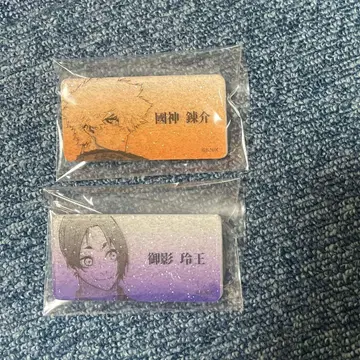 國神 錬介
御影 玲王